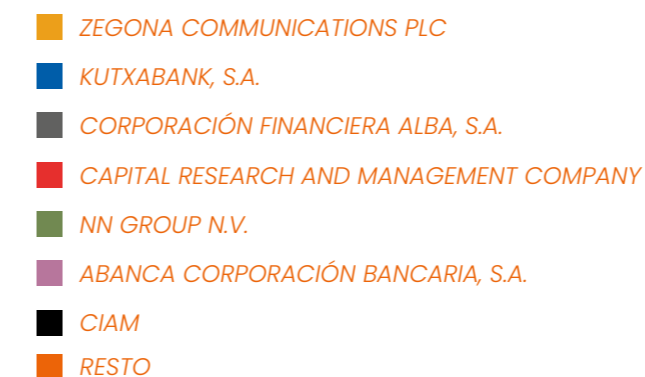 ZEGONA COMMUNICATIONS PLC
KUTXABANK, S.A.
CORPORACIÓN FINANCIERA ALBA, S.A.
CAPITAL RESEARCH AND MANAGEMENT COMPANY
NN GROUP N.V.
ABANCA CORPORACIÓN BANCARIA, S.A.
CIAM
RESTO